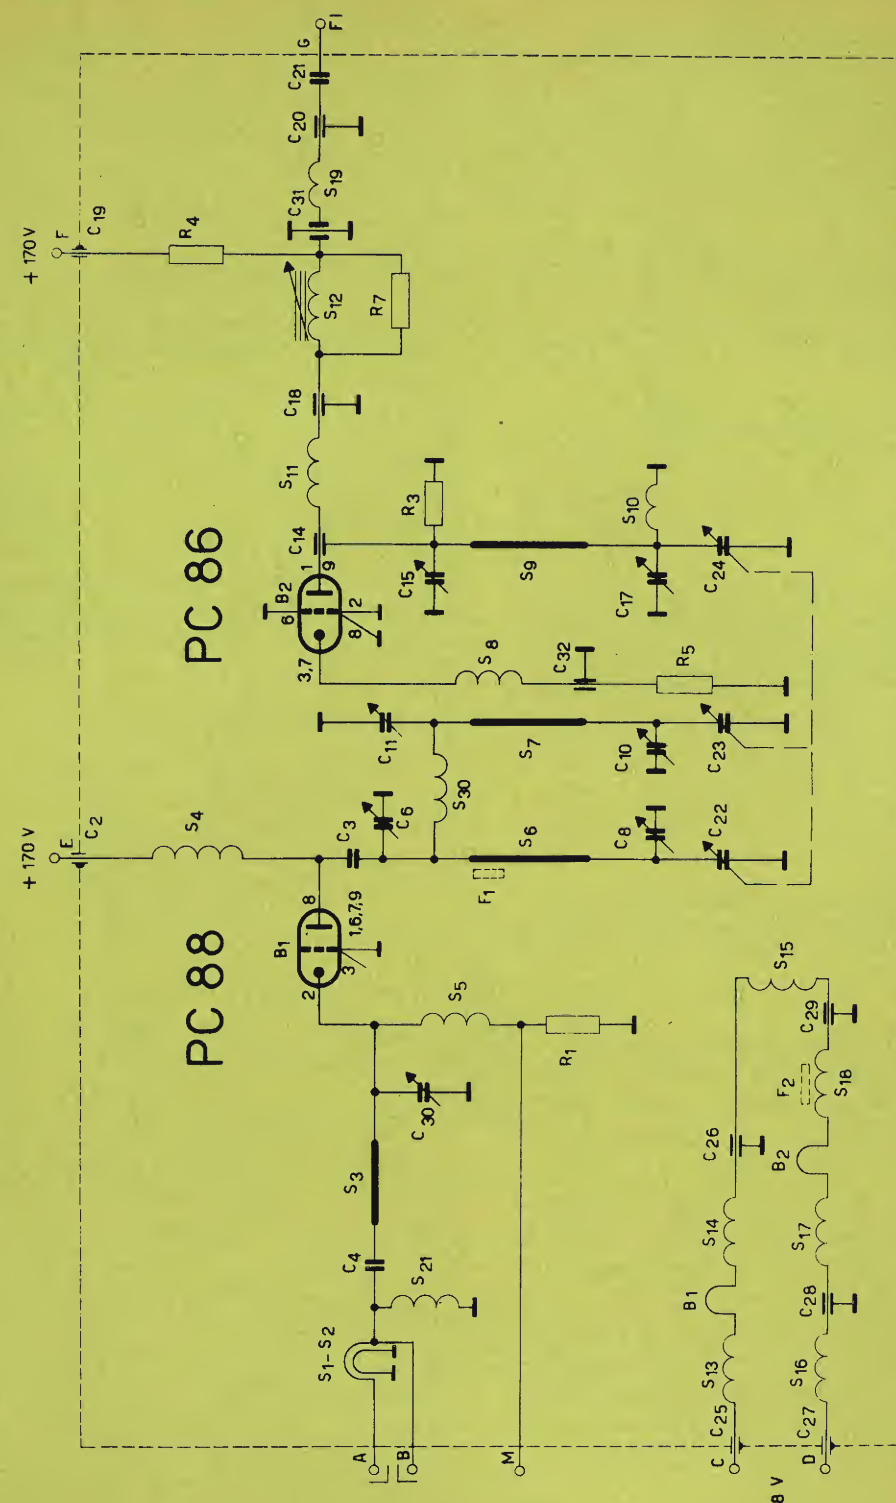 PC 88
PC 86
+170 V
E
C2
S4
+170 V
F
C19
R4
G
FI
C21
C20
S19
C31
S12
R7
C18
S11
C14
1
9
B2
6
2
8
3,7
R3
C15
S9
S10
C17
C24
S8
C32
R5
C11
S7
C10
C23
S30
C3
C6
S6
F1
C8
C22
8
B1
1,6,7,9
3
2
S5
R1
C30
S3
C4
S21
S1-S2
A
B
M
C
C25
S13
B1
S14
C26
S15
D
C27
S16
C28
S17
B2
S18
F2
C29
8 V